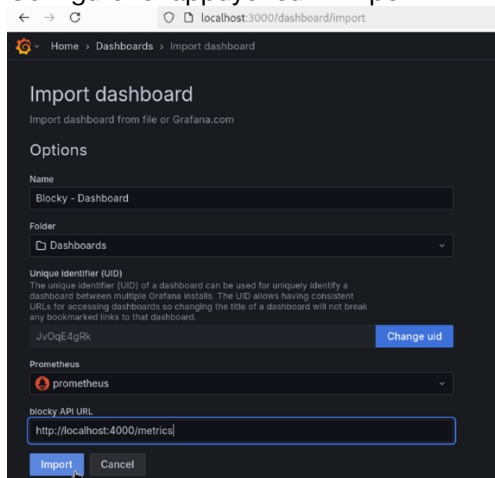 localhost:3000/dashboard/import
Home › Dashboards › Import dashboard
Import dashboard
Import dashboard from file or Grafana.com
Options
Name
Blocky - Dashboard
Folder
Dashboards
Unique identifier (UID)
The unique identifier (UID) of a dashboard can be used for uniquely identify a
dashboard between multiple Grafana installs. The UID allows having consistent
URLs for accessing dashboards so changing the title of a dashboard will not break
any bookmarked links to that dashboard.
JvOqE4gRk Change uid
Prometheus
prometheus
blocky API URL
http://localhost:4000/metrics
Import Cancel